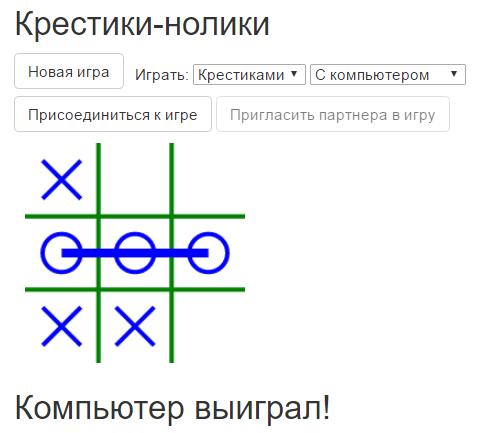 Крестики-нолики
Новая игра Играть: Крестиками С компьютером
Присоединиться к игре Пригласить партнера в игру
Компьютер выиграл!